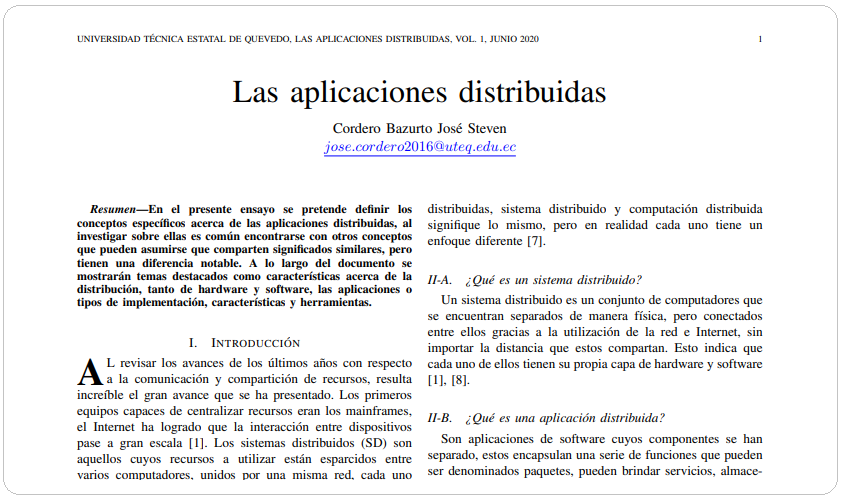 UNIVERSIDAD TÉCNICA ESTATAL DE QUEVEDO, LAS APLICACIONES DISTRIBUIDAS, VOL. 1, JUNIO 2020 1
Las aplicaciones distribuidas
Cordero Bazurto José Steven
jose.cordero2016@uteq.edu.ec
Resumen—En el presente ensayo se pretende definir los
conceptos específicos acerca de las aplicaciones distribuidas, al
investigar sobre ellas es común encontrarse con otros conceptos
que pueden asumirse que comparten significados similares, pero
tienen una diferencia notable. A lo largo del documento se
mostrarán temas destacados como características acerca de la
distribución, tanto de hardware y software, las aplicaciones o
tipos de implementación, características y herramientas.
I. INTRODUCCIÓN
AL revisar los avances de los últimos años con respecto
a la comunicación y compartición de recursos, resulta
increíble el gran avance que se ha presentado. Los primeros
equipos capaces de centralizar recursos eran los mainframes,
el Internet ha logrado que la interacción entre dispositivos
pase a gran escala [1]. Los sistemas distribuidos (SD) son
aquellos cuyos recursos a utilizar están esparcidos entre
varios computadores, unidos por una misma red, cada uno
distribuidas, sistema distribuido y computación distribuida
signifique lo mismo, pero en realidad cada uno tiene un
enfoque diferente [7].
II-A. ¿Qué es un sistema distribuido?
Un sistema distribuido es un conjunto de computadores que
se encuentran separados de manera física, pero conectados
entre ellos gracias a la utilización de la red e Internet, sin
importar la distancia que estos compartan. Esto indica que
cada uno de ellos tienen su propia capa de hardware y software
[1], [8].
II-B. ¿Qué es una aplicación distribuida?
Son aplicaciones de software cuyos componentes se han
separado, estos encapsulan una serie de funciones que pueden
ser denominados paquetes, pueden brindar servicios, almace-